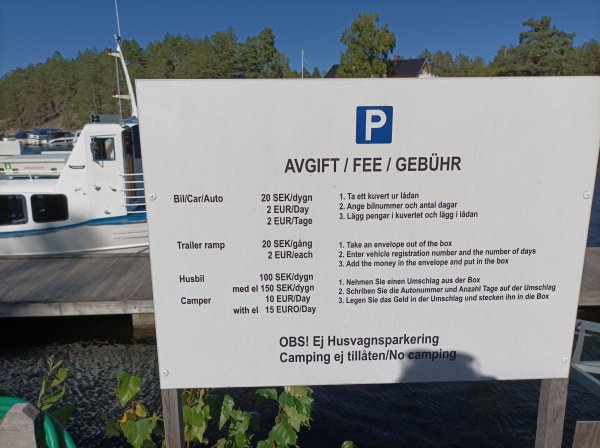 P
AVGIFT / FEE / GEBÜHR
Bil/Car/Auto 20 SEK/dygn 1. Ta ett kuvert ur lådan
2 EUR/Day 2. Ange bilnummer och antal dagar
2 EUR/Tage 3. Lägg pengar i kuvertet och lägg i lådan
Trailer ramp 20 SEK/gång 1. Take an envelope out of the box
2 EUR/each 2. Enter vehicle registration number and the number of days
3. Add the money in the envelope and put in the box
Husbil 100 SEK/dygn 1. Nehmen Sie einen Umschlag aus der Box
med el 150 SEK/dygn 2. Schriben Sie die Autonummer und Anzahl Tage auf der Umschlag
Camper 10 EUR/Day 3. Legen Sie das Geld in der Umschlag und stecken ihn in die Box
with el 15 EURO/Day
OBS! Ej Husvagnsparkering
Camping ej tillåten/No camping